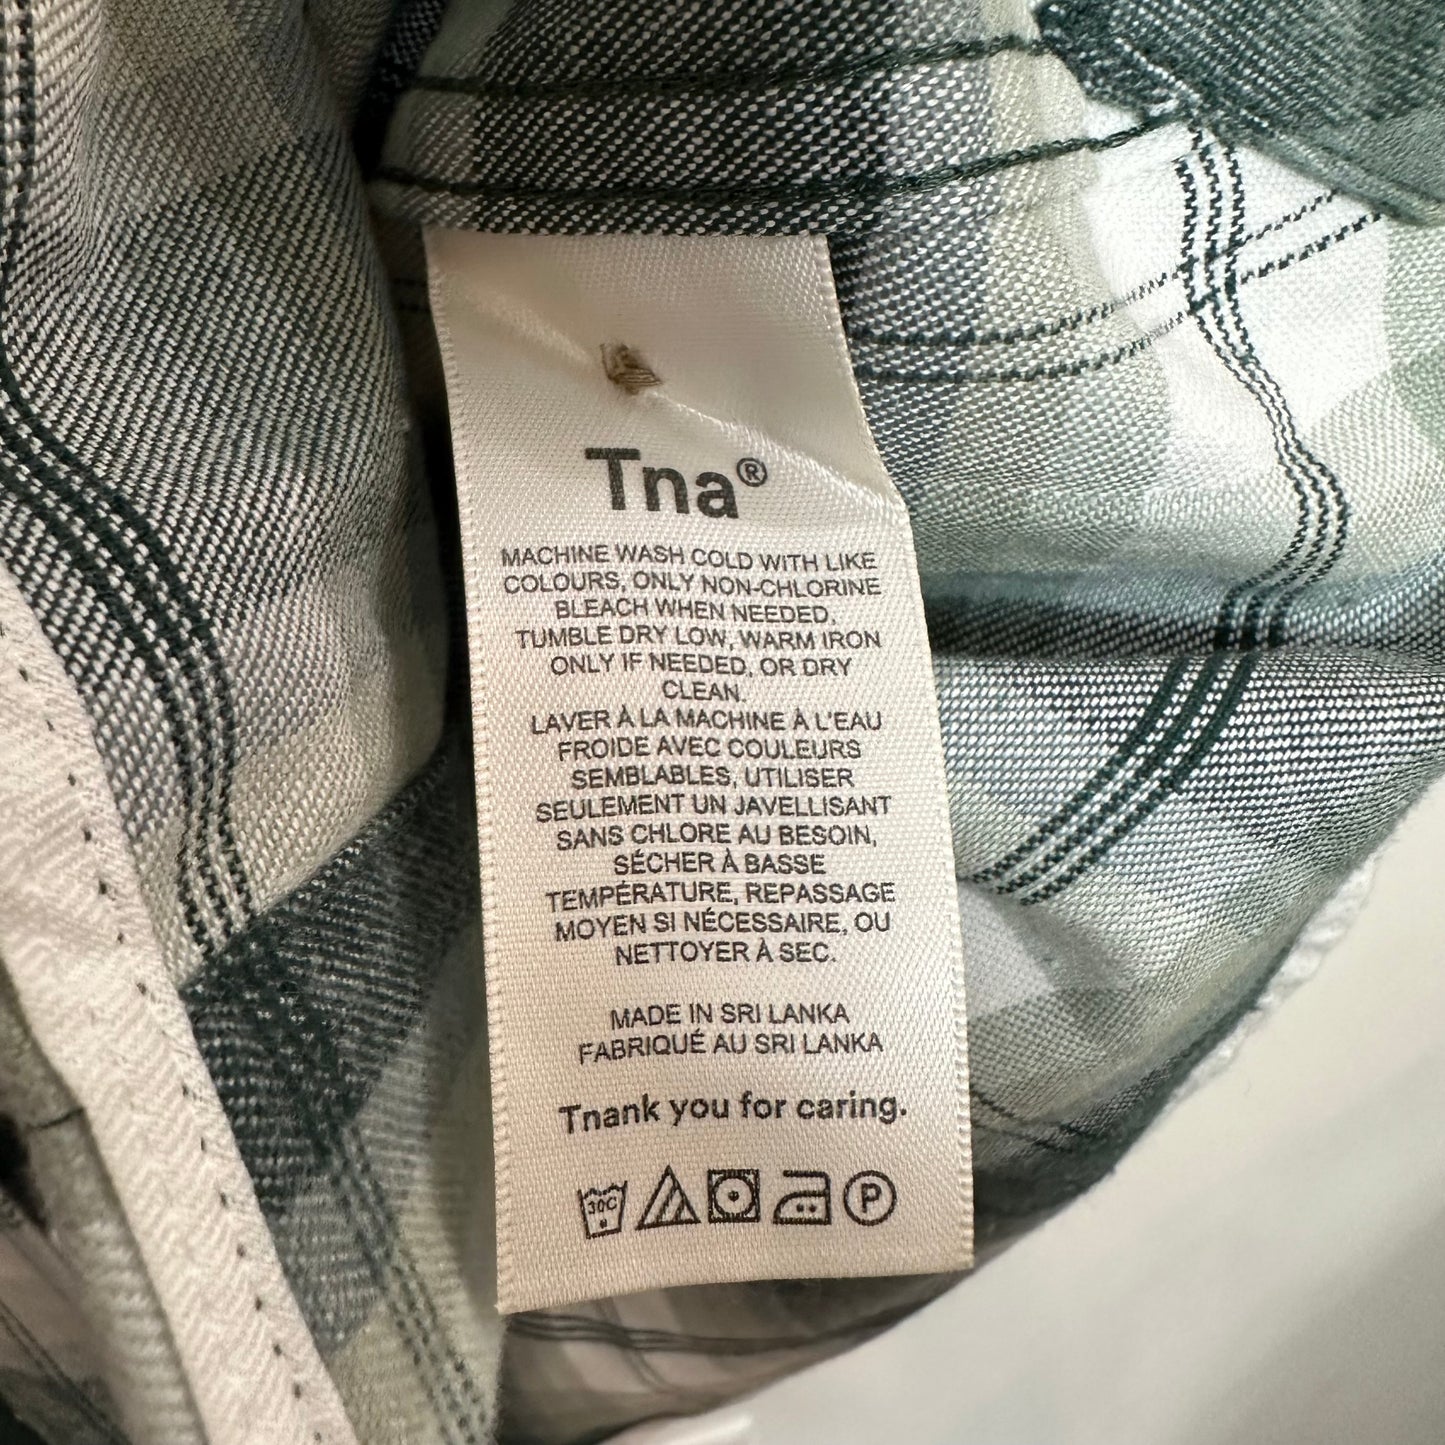 Tna®
MACHINE WASH COLD WITH LIKE
COLOURS, ONLY NON-CHLORINE
BLEACH WHEN NEEDED,
TUMBLE DRY LOW, WARM IRON
ONLY IF NEEDED, OR DRY
CLEAN.
LAVER À LA MACHINE À L'EAU
FROIDE AVEC COULEURS
SEMBLABLES, UTILISER
SEULEMENT UN JAVELLISANT
SANS CHLORE AU BESOIN,
SÉCHER À BASSE
TEMPÉRATURE, REPASSAGE
MOYEN SI NÉCESSAIRE, OU
NETTOYER À SEC.
MADE IN SRI LANKA
FABRIQUÉ AU SRI LANKA
Tnank you for caring.
30C P